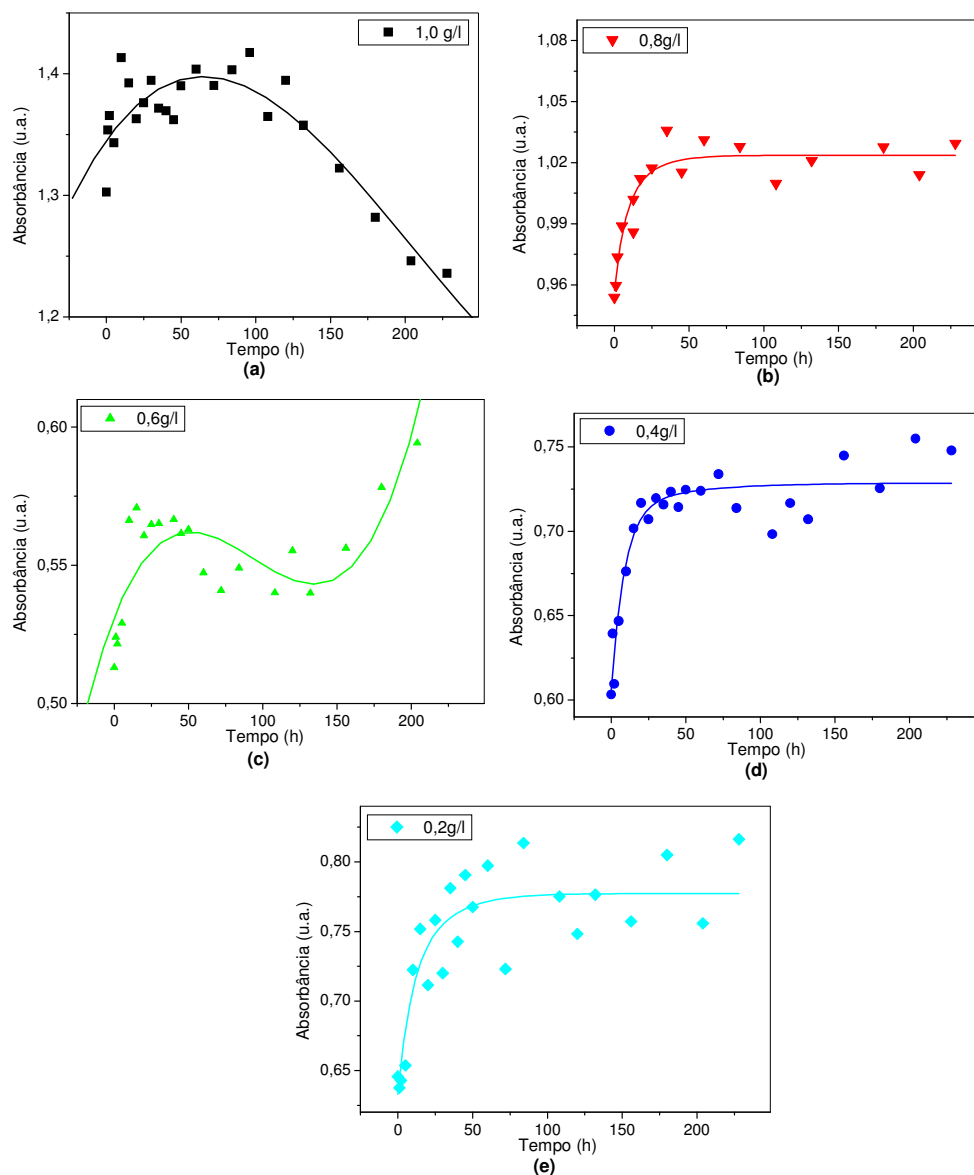 1,0 g/l
1,4
1,3
1,2
Absorbância (u.a.)
0 50 100 150 200
Tempo (h)
(a)
0,8g/l
1,08
1,05
1,02
0,99
0,96
Absorbância (u.a.)
0 50 100 150 200
Tempo (h)
(b)
0,6g/l
0,60
0,55
0,50
Absorbância (u.a.)
0 50 100 150 200
Tempo (h)
(c)
0,4g/l
0,75
0,70
0,65
0,60
Absorbância (u.a.)
0 50 100 150 200
Tempo (h)
(d)
0,2g/l
0,80
0,75
0,70
0,65
Absorbância (u.a.)
0 50 100 150 200
Tempo (h)
(e)